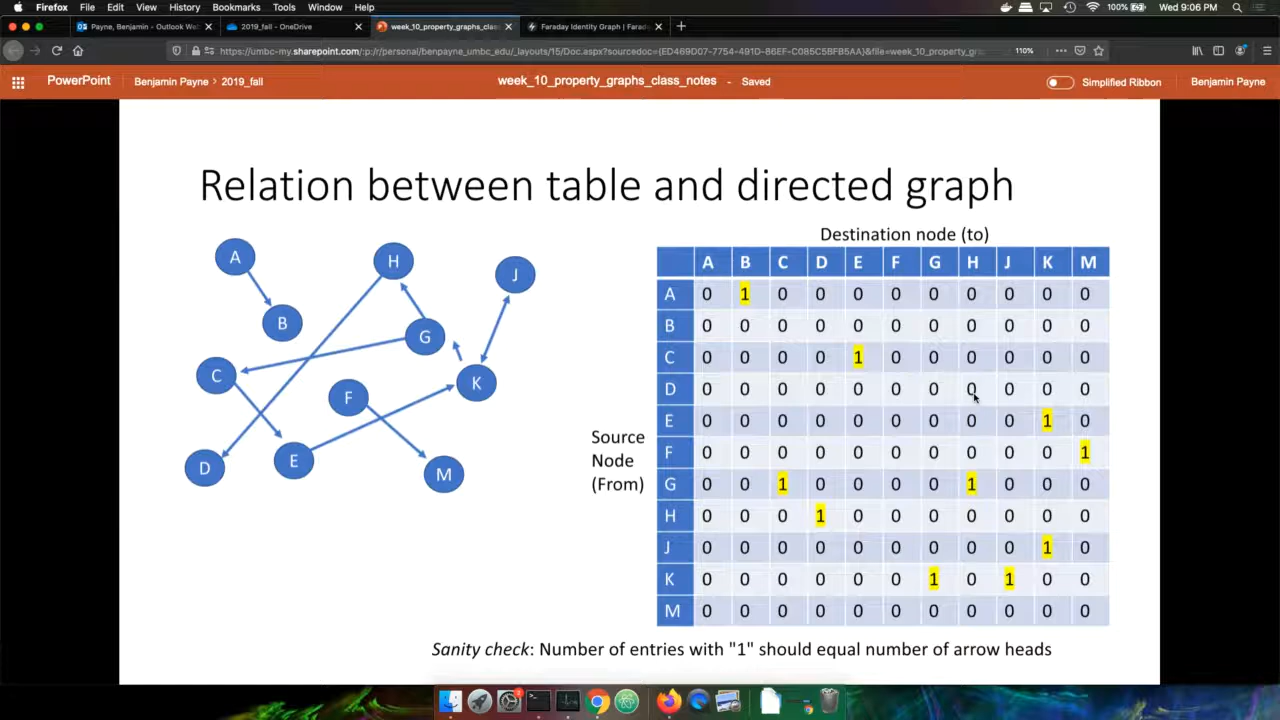 Firefox File Edit View History Bookmarks Tools Window Help 100% Wed 9:06 PM
Payne, Benjamin - Outlook Web 2019_fall - OneDrive week_10_property_graphs_clas Faraday Identity Graph | Farad
https://umbc-my.sharepoint.com/:p:/r/personal/benpayne_umbc_edu/_layouts/15/Doc.aspx?sourcedoc={ED469D07-7754-491D-86EF-C085C5BFB5AA}&file=week_10_property_gr 110%
PowerPoint Benjamin Payne > 2019_fall week_10_property_graphs_class_notes - Saved Simplified Ribbon Benjamin Payne
Relation between table and directed graph
A
B
C
D
E
F
G
H
J
K
M
Destination node (to)
Source
Node
(From)
A B C D E F G H J K M
A 0 1 0 0 0 0 0 0 0 0 0
B 0 0 0 0 0 0 0 0 0 0 0
C 0 0 0 0 1 0 0 0 0 0 0
D 0 0 0 0 0 0 0 0 0 0 0
E 0 0 0 0 0 0 0 0 0 1 0
F 0 0 0 0 0 0 0 0 0 0 1
G 0 0 1 0 0 0 0 1 0 0 0
H 0 0 0 1 0 0 0 0 0 0 0
J 0 0 0 0 0 0 0 0 0 1 0
K 0 0 0 0 0 0 1 0 1 0 0
M 0 0 0 0 0 0 0 0 0 0 0
Sanity check: Number of entries with "1" should equal number of arrow heads